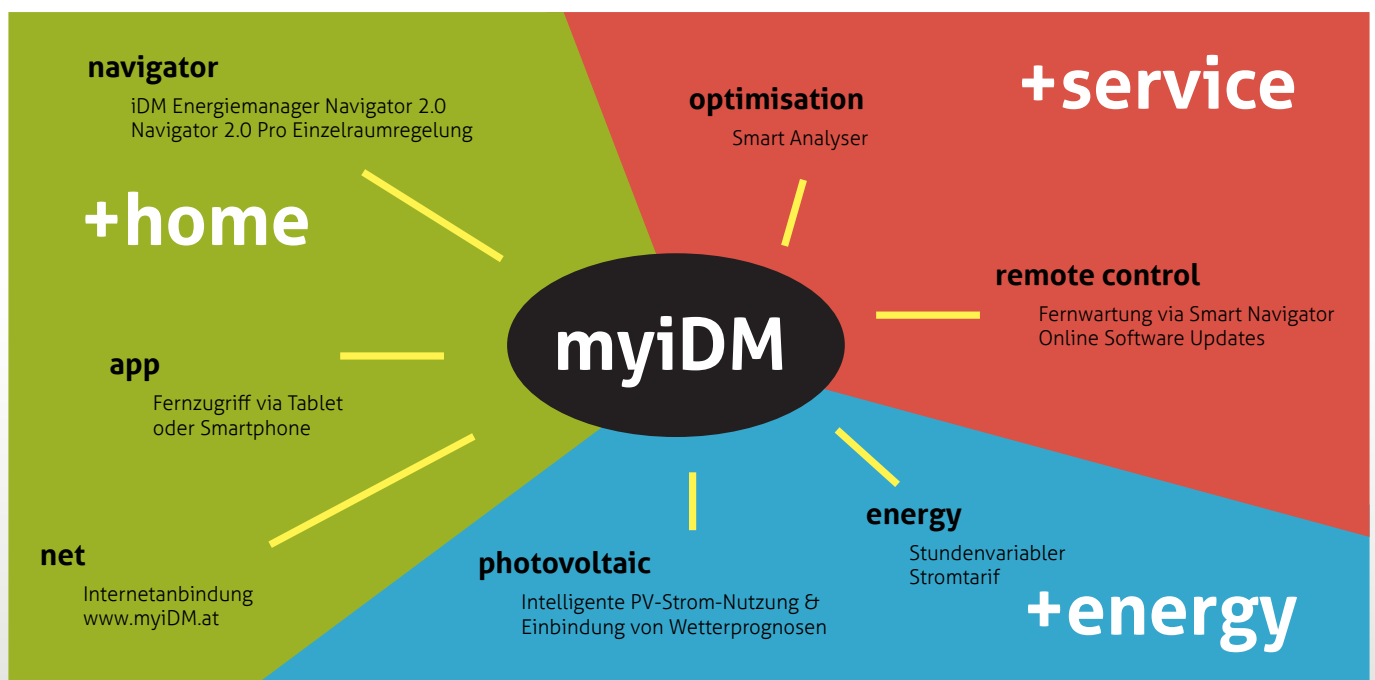 navigator
iDM Energiemanager Navigator 2.0
Navigator 2.0 Pro Einzelraumregelung
+home
app
Fernzugriff via Tablet
oder Smartphone
net
Internetanbindung
www.myiDM.at
myiDM
+service
optimisation
Smart Analyser
remote control
Fernwartung via Smart Navigator
Online Software Updates
photovoltaic
Intelligente PV-Strom-Nutzung &
Einbindung von Wetterprognosen
energy
Stundenvariabler
Stromtarif
+energy